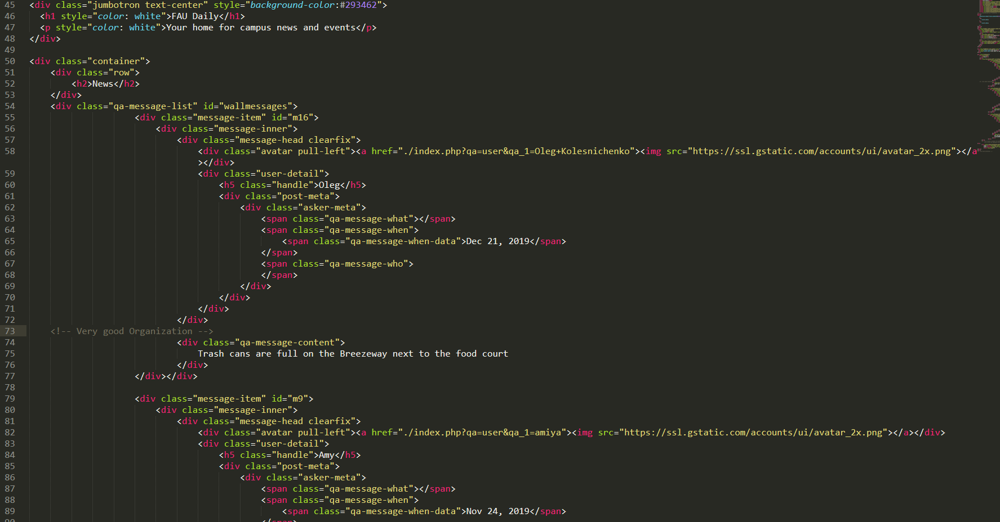 45 <div class="jumbotron text-center" style="background-color:#293462">
46 <h1 style="color: white">FAU Daily</h1>
47 <p style="color: white">Your home for campus news and events</p>
48 </div>
49
50 <div class="container">
51 <div class="row">
52 <h2>News</h2>
53 </div>
54 <div class="qa-message-list" id="wallmessages">
55 <div class="message-item" id="m16">
56 <div class="message-inner">
57 <div class="message-head clearfix">
58 <div class="avatar pull-left"><a href="./index.php?qa=user&qa_1=Oleg+Kolesnichenko"><img src="https://ssl.gstatic.com/accounts/ui/avatar_2x.png"></a
></div>
59 <div class="user-detail">
60 <h5 class="handle">Oleg</h5>
61 <div class="post-meta">
62 <div class="asker-meta">
63 <span class="qa-message-what"></span>
64 <span class="qa-message-when">
65 <span class="qa-message-when-data">Dec 21, 2019</span>
66 </span>
67 <span class="qa-message-who">
68 </span>
69 </div>
70 </div>
71 </div>
72 </div>
73 <!-- Very good Organization -->
74 <div class="qa-message-content">
75 Trash cans are full on the Breezeway next to the food court
76 </div>
77 </div></div>
78
79 <div class="message-item" id="m9">
80 <div class="message-inner">
81 <div class="message-head clearfix">
82 <div class="avatar pull-left"><a href="./index.php?qa=user&qa_1=amiya"><img src="https://ssl.gstatic.com/accounts/ui/avatar_2x.png"></a></div>
83 <div class="user-detail">
84 <h5 class="handle">Amy</h5>
85 <div class="post-meta">
86 <div class="asker-meta">
87 <span class="qa-message-what"></span>
88 <span class="qa-message-when">
89 <span class="qa-message-when-data">Nov 24, 2019</span>
90 </span>